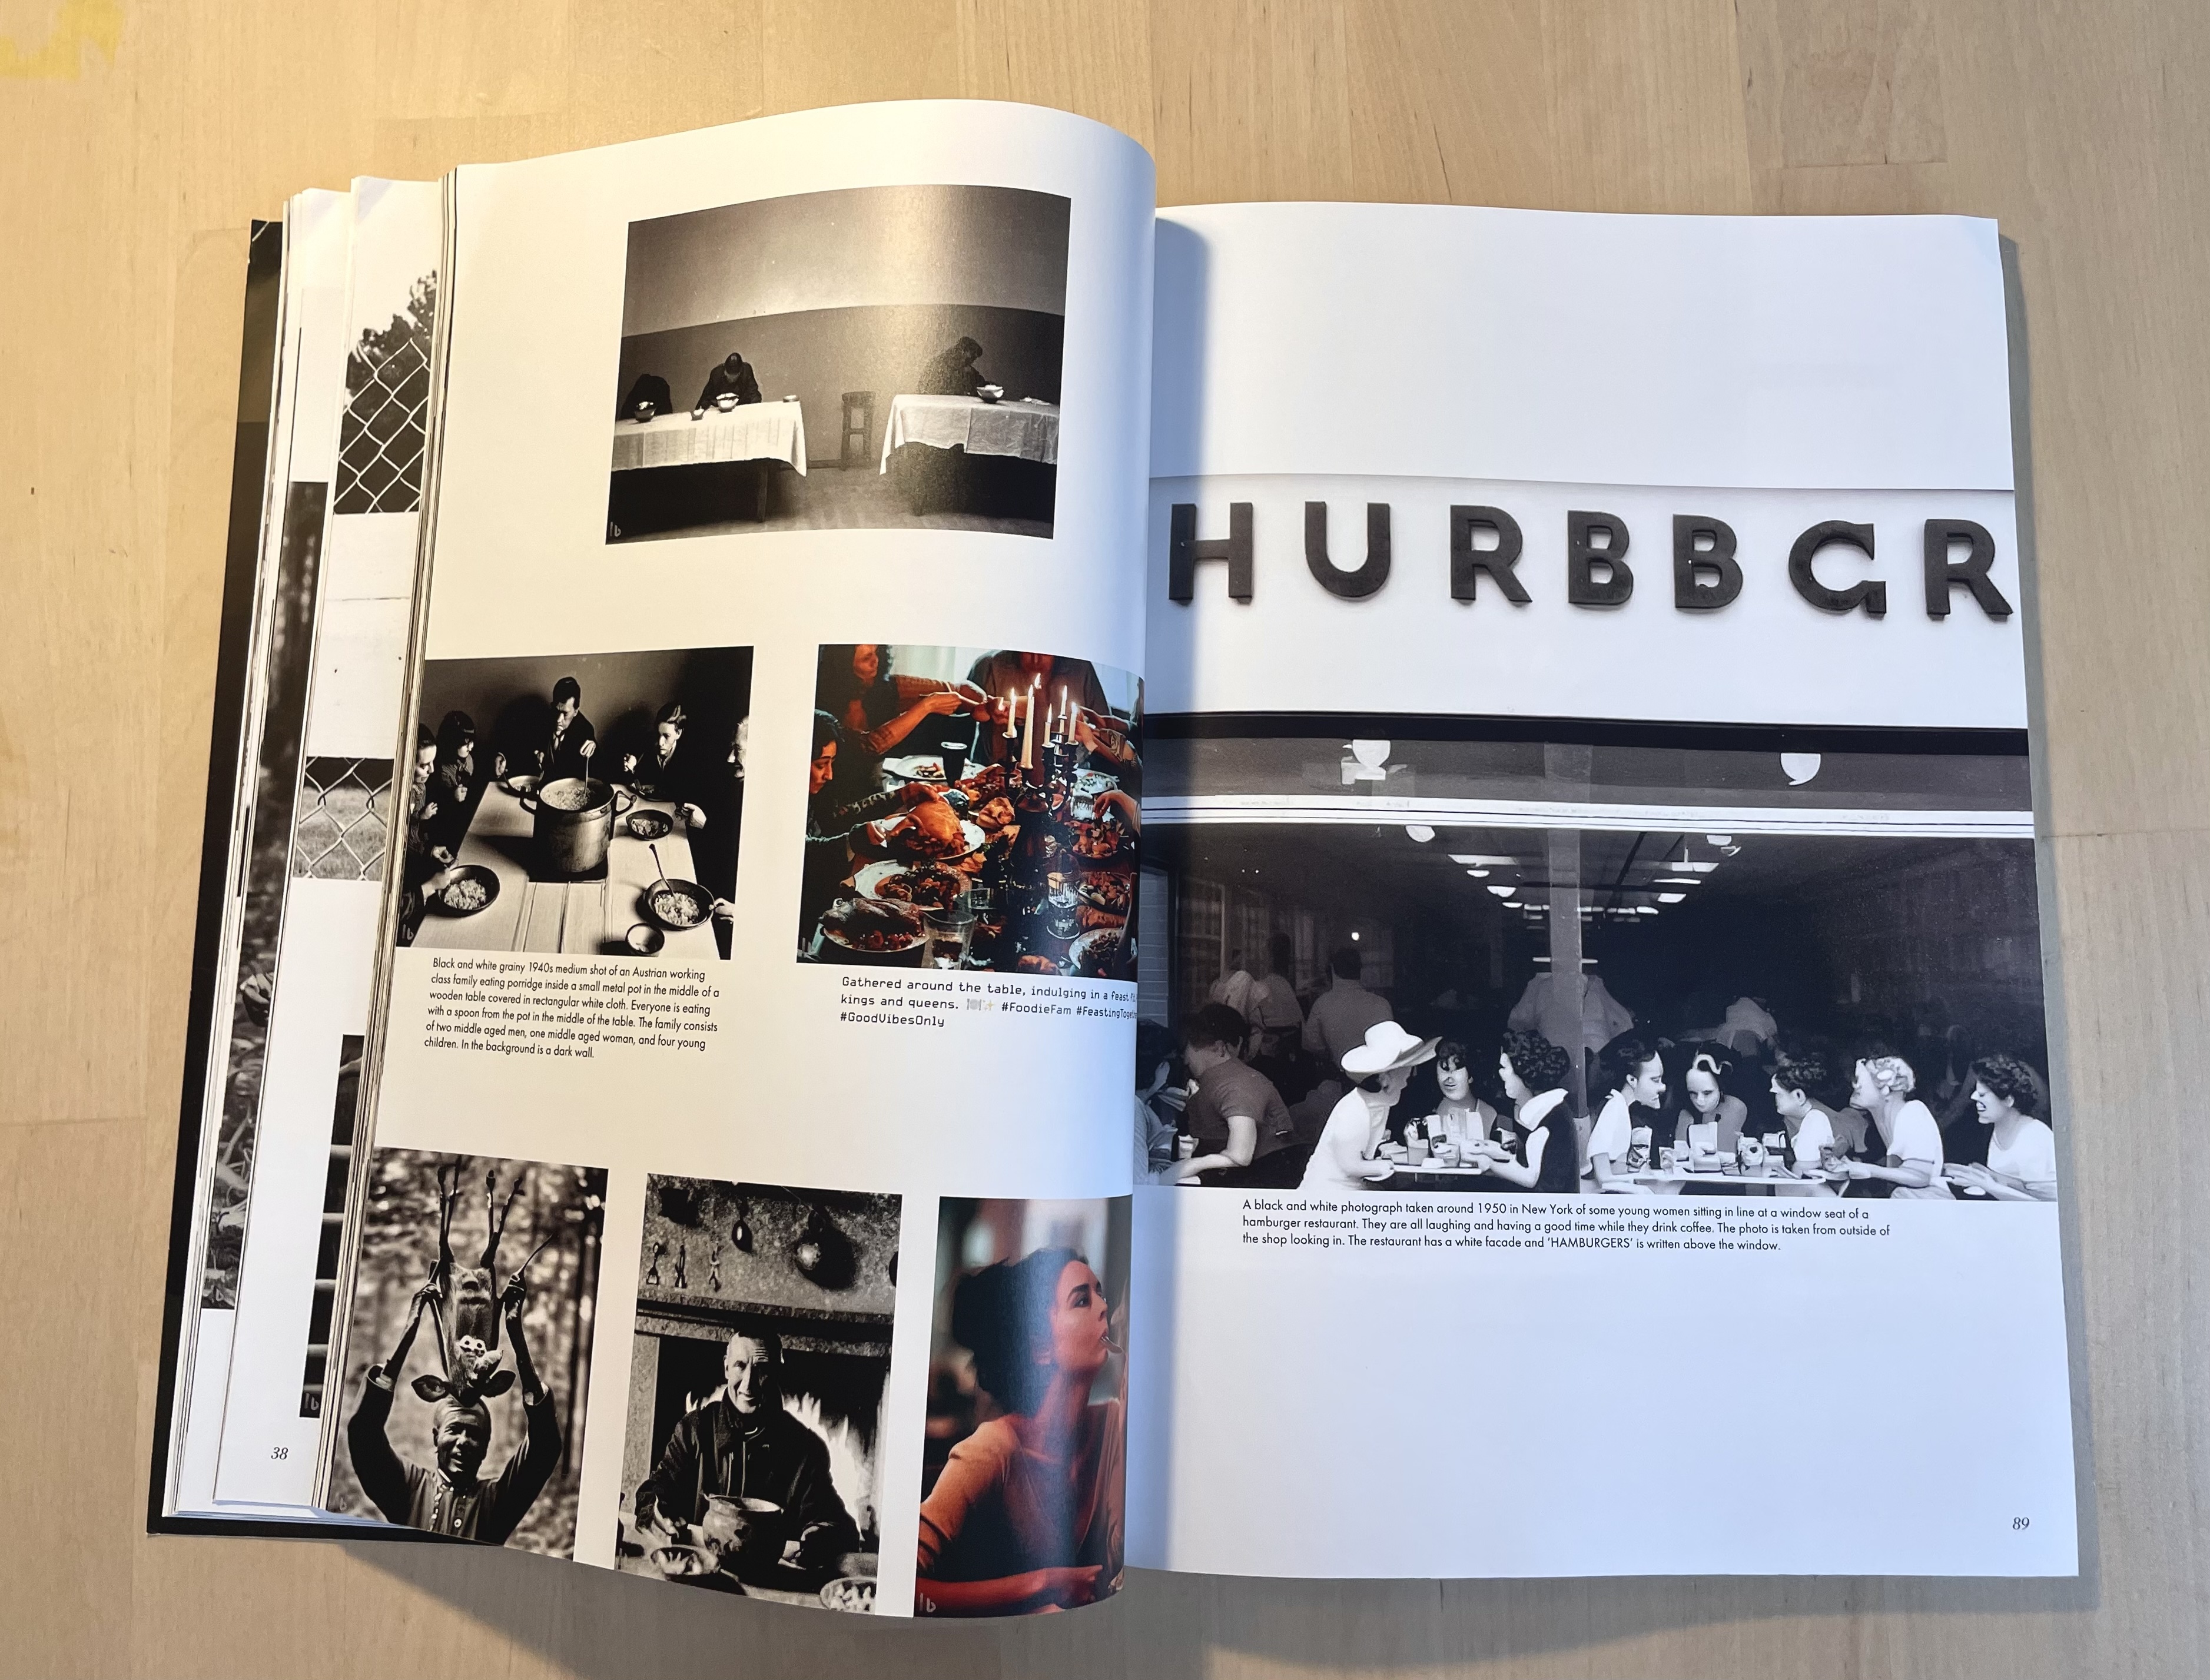 Black and white grainy 1940s medium shot of an Austrian working
class family eating porridge inside a small metal pot in the middle of a
wooden table covered in rectangular white cloth. Everyone is eating
with a spoon from the pot in the middle of the table. The family consists
of two middle aged men, one middle aged woman, and four young
children. In the background is a dark wall.
Gathered around the table, indulging in a feast
kings and queens. 🍽️✨ #FoodieFam
#GoodVibesOnly
38
HURBBGR
A black and white photograph taken around 1950 in New York of some young women sitting in line at a window seat of a
hamburger restaurant. They are all laughing and having a good time while they drink coffee. The photo is taken from outside of
the shop looking in. The restaurant has a white facade and ‘HAMBURGERS’ is written above the window.
89